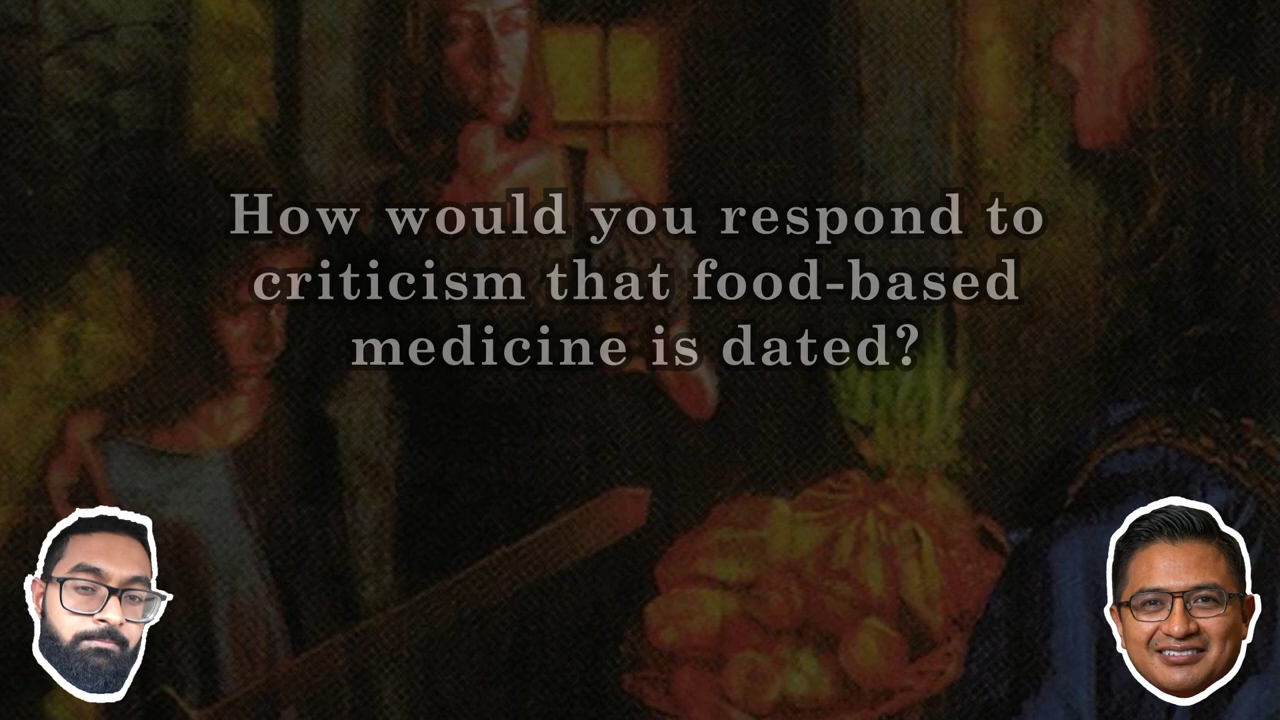 How would you respond to
criticism that food-based
medicine is dated?